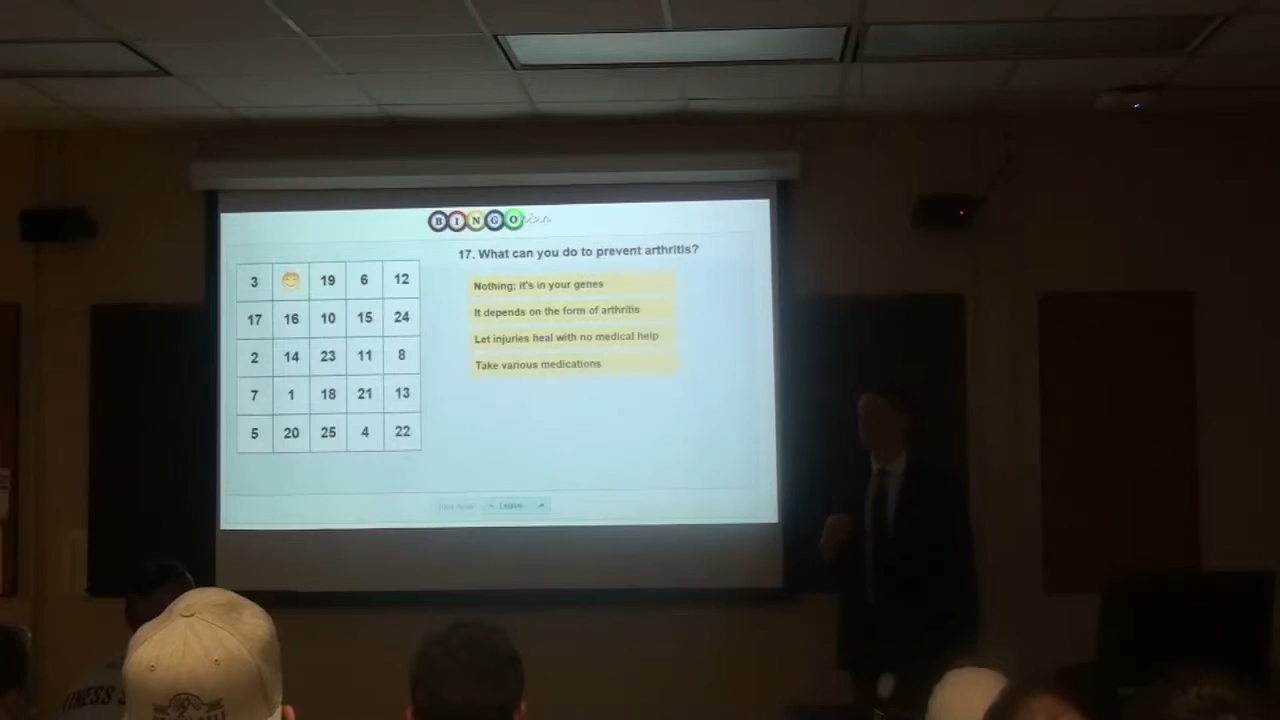 BINGO
17. What can you do to prevent arthritis?
Nothing; it's in your genes
It depends on the form of arthritis
Let injuries heal with no medical help
Take various medications
3 19 6 12
17 16 10 15 24
2 14 23 11 8
7 1 18 21 13
5 20 25 4 22
Leave